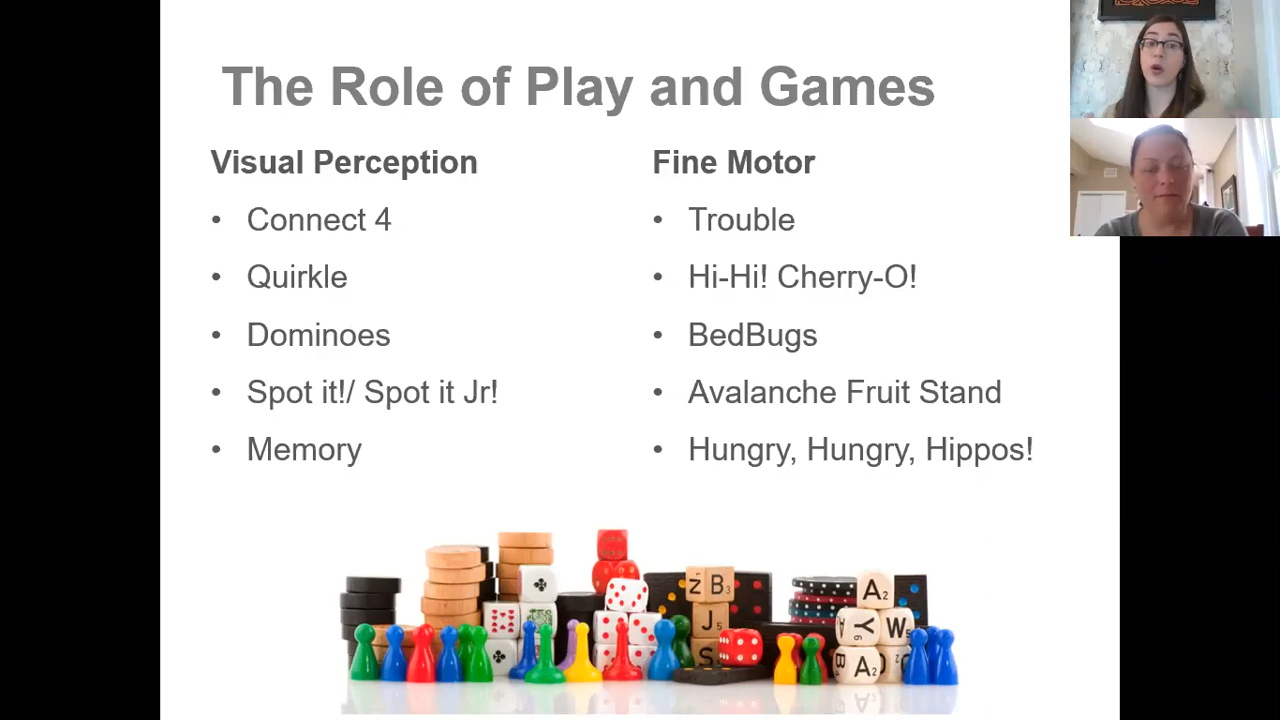 The Role of Play and Games
Visual Perception
• Connect 4
• Quirkle
• Dominoes
• Spot it!/ Spot it Jr!
• Memory
Fine Motor
• Trouble
• Hi-Hi! Cherry-O!
• BedBugs
• Avalanche Fruit Stand
• Hungry, Hungry, Hippos!
Z B
J
S
A
Y W
B A